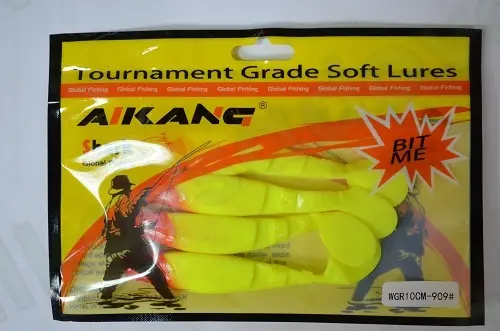 Tournament Grade Soft Lures
Global Fishing Global Fishing Global Fishing Global Fishing Global Fishing Global Fishing
AIKANG®
Global
BIT
ME
WGR10CM-909#